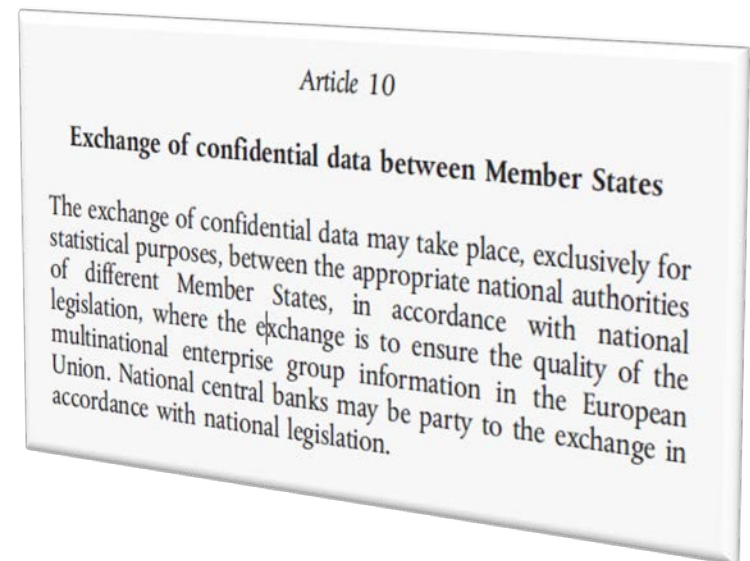 Article 10
Exchange of confidential data between Member States
The exchange of confidential data may take place, exclusively for
statistical purposes, between the appropriate national authorities
of different Member States, in accordance with national
legislation, where the exchange is to ensure the quality of the
multinational enterprise group information in the European
Union. National central banks may be party to the exchange in
accordance with national legislation.